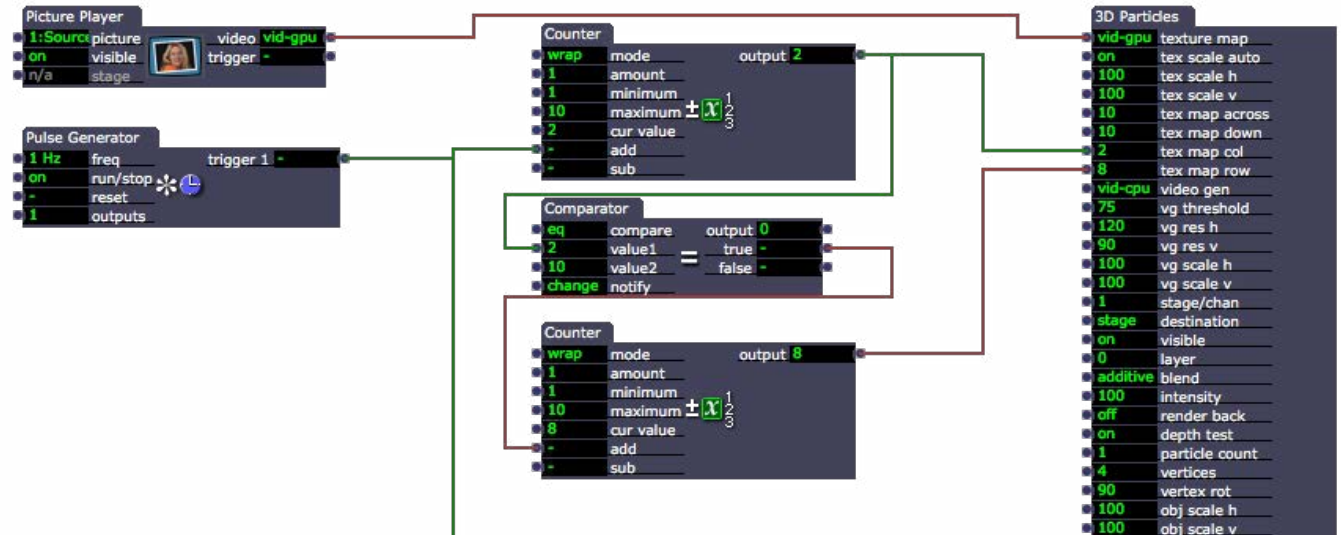 Picture Player
1:Source picture video vid-gpu
on visible trigger -
n/a stage
Pulse Generator
1 Hz freq trigger 1 -
on run/stop
- reset
1 outputs
Counter
wrap mode output 2
1 amount
1 minimum
10 maximum ± x 1 2 3
2 cur value
- add
- sub
Comparator
eq compare output 0
2 value1 = true -
10 value2 false -
change notify
Counter
wrap mode output 8
1 amount
1 minimum
10 maximum ± x 1 2 3
8 cur value
- add
- sub
3D Particles
vid-gpu texture map
on tex scale auto
100 tex scale h
100 tex scale v
10 tex map across
10 tex map down
2 tex map col
8 tex map row
vid-cpu video gen
75 vg threshold
120 vg res h
90 vg res v
100 vg scale h
100 vg scale v
1 stage/chan
stage destination
on visible
0 layer
additive blend
100 intensity
off render back
on depth test
1 particle count
4 vertices
90 vertex rot
100 obj scale h
100 obj scale v